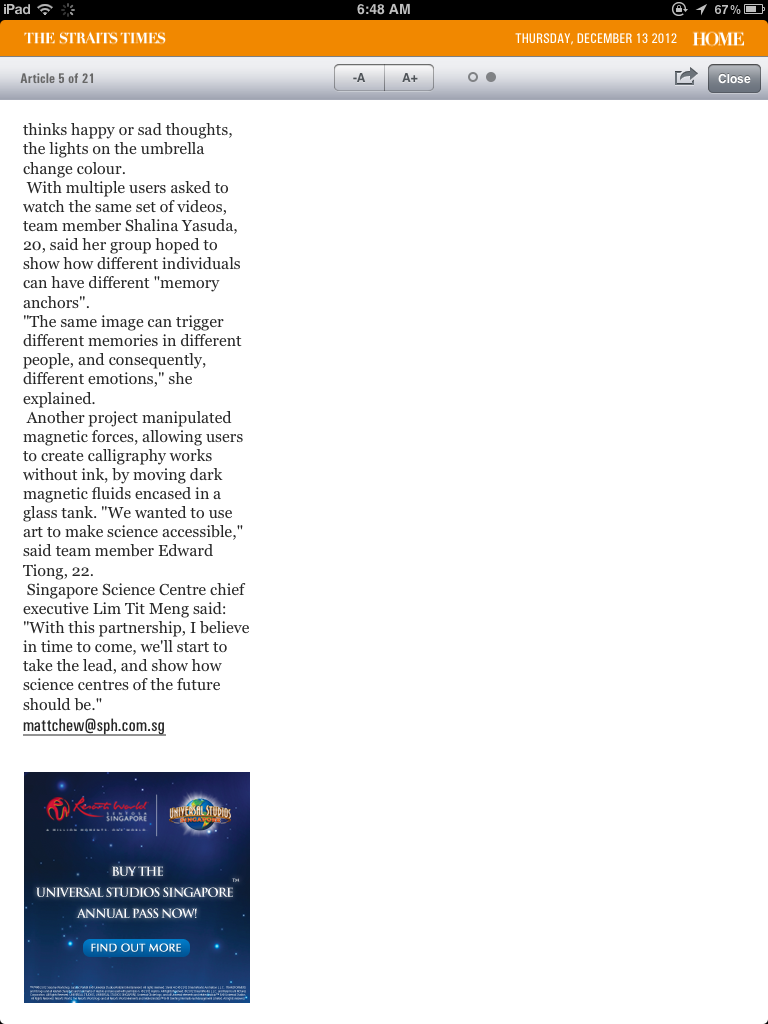 iPad
6:48 AM
67%
THE STRAITS TIMES
THURSDAY, DECEMBER 13 2012
HOME
Article 5 of 21
-A
A+
Close
thinks happy or sad thoughts,
the lights on the umbrella
change colour.
With multiple users asked to
watch the same set of videos,
team member Shalina Yasuda,
20, said her group hoped to
show how different individuals
can have different "memory
anchors".
"The same image can trigger
different memories in different
people, and consequently,
different emotions," she
explained.
Another project manipulated
magnetic forces, allowing users
to create calligraphy works
without ink, by moving dark
magnetic fluids encased in a
glass tank. "We wanted to use
art to make science accessible,"
said team member Edward
Tiong, 22.
Singapore Science Centre chief
executive Lim Tit Meng said:
"With this partnership, I believe
in time to come, we'll start to
take the lead, and show how
science centres of the future
should be."
mattchew@sph.com.sg
Resorts World
SENTOSA
SINGAPORE
A MILLION MOMENTS. ONE WORLD.
UNIVERSAL STUDIOS
SINGAPORE
BUY THE
UNIVERSAL STUDIOS SINGAPORE™
ANNUAL PASS NOW!
FIND OUT MORE